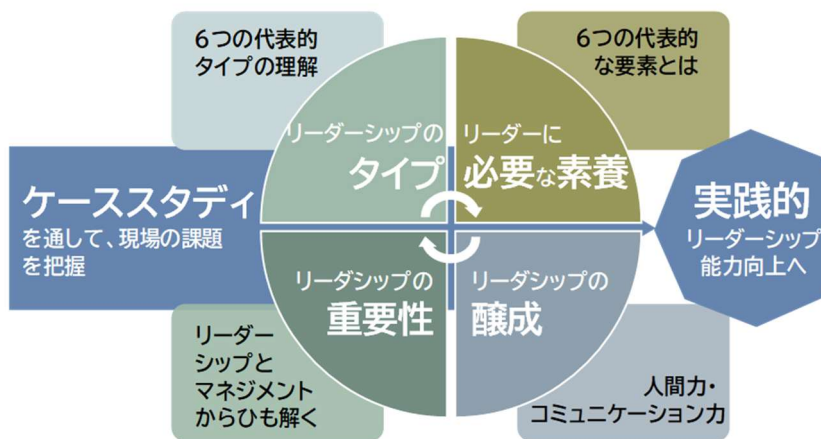 6つの代表的
タイプの理解
6つの代表的
な要素とは
リーダーシップの
タイプ
リーダーに
必要な素養
ケーススタディ
を通して、現場の課題
を把握
実践的
リーダーシップ
能力向上へ
リーダシップの
重要性
リーダシップの
醸成
リーダー
シップと
マネジメント
からひも解く
人間力・
コミュニケーション力